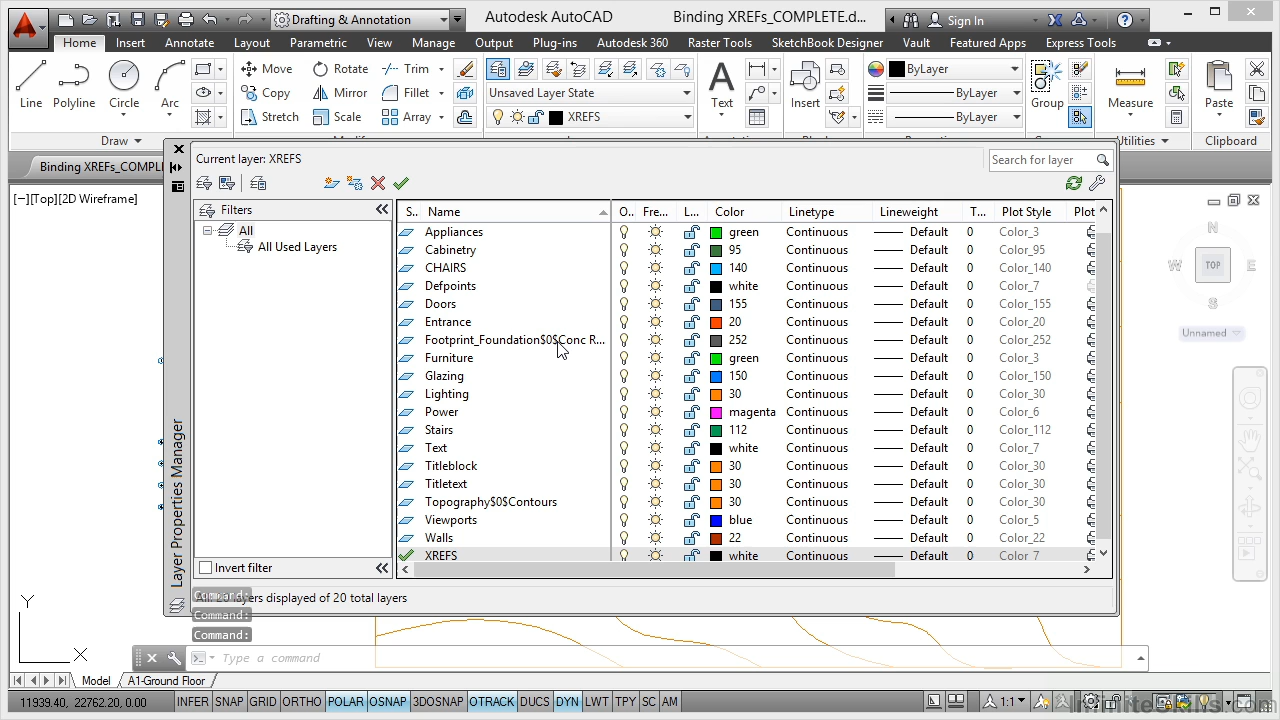 Drafting & Annotation
Autodesk AutoCAD
Binding XREFs_COMPLETE.d...
Sign In
Home
Insert
Annotate
Layout
Parametric
View
Manage
Output
Plug-ins
Autodesk 360
Raster Tools
SketchBook Designer
Vault
Featured Apps
Express Tools
Line
Polyline
Circle
Arc
Move
Rotate
Trim
Copy
Mirror
Fillet
Stretch
Scale
Array
Unsaved Layer State
XREFS
Text
Insert
ByLayer
ByLayer
ByLayer
Group
Measure
Paste
Draw
Utilities
Clipboard
Binding XREFs_COMPL
Current layer: XREFS
Search for layer
[−][Top][2D Wireframe]
Filters
All
All Used Layers
Invert filter
Layer Properties Manager
S.. Name O.. Fre... L... Color Linetype Lineweight T... Plot Style Plot
Appliances green Continuous Default 0 Color_3
Cabinetry 95 Continuous Default 0 Color_95
CHAIRS 140 Continuous Default 0 Color_140
Defpoints white Continuous Default 0 Color_7
Doors 155 Continuous Default 0 Color_155
Entrance 20 Continuous Default 0 Color_20
Footprint_Foundation$0$Conc R... 252 Continuous Default 0 Color_252
Furniture green Continuous Default 0 Color_3
Glazing 150 Continuous Default 0 Color_150
Lighting 30 Continuous Default 0 Color_30
Power magenta Continuous Default 0 Color_6
Stairs 112 Continuous Default 0 Color_112
Text white Continuous Default 0 Color_7
Titleblock 30 Continuous Default 0 Color_30
Titletext 30 Continuous Default 0 Color_30
Topography$0$Contours 30 Continuous Default 0 Color_30
Viewports blue Continuous Default 0 Color_5
Walls 22 Continuous Default 0 Color_22
XREFS white Continuous Default 0 Color_7
layers displayed of 20 total layers
Command:
Command:
Command:
N
W
TOP
E
S
Unnamed
Y
X
Type a command
Model
A1-Ground Floor
11939.40, 22762.20, 0.00
INFER SNAP GRID ORTHO POLAR OSNAP 3DOSNAP OTRACK DUCS DYN LWT TPY SC AM
1:1
InfiniteSkills.com